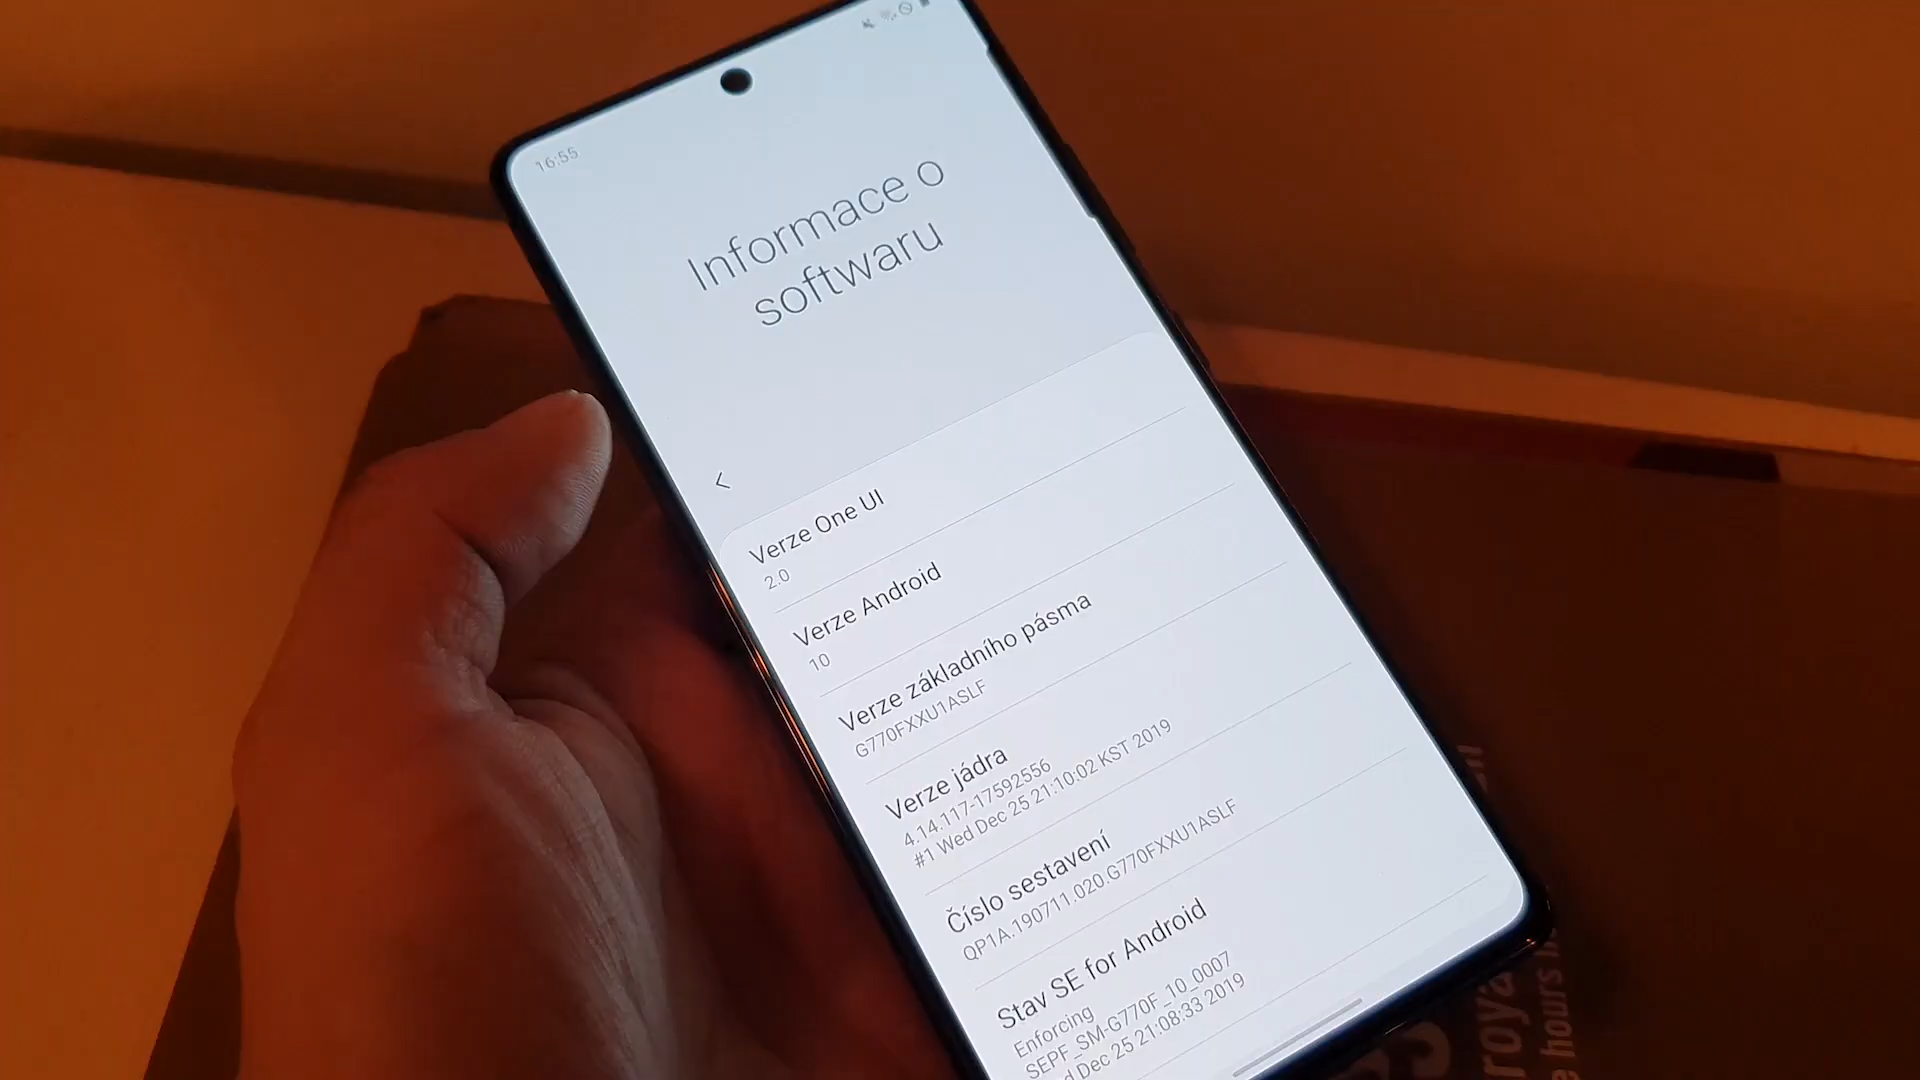 16:55
Informace o
softwaru
Verze One UI
2.0
Verze Android
10
Verze základního pásma
G770FXXU1ASLF
Verze jádra
4.14.117-17592556
#1 Wed Dec 25 21:10:02 KST 2019
Číslo sestavení
QP1A.190711.020.G770FXXU1ASLF
Stav SE for Android
Enforcing
SEPF_SM-G770F_10_0007
Dec 25 21:08:33 2019
hours